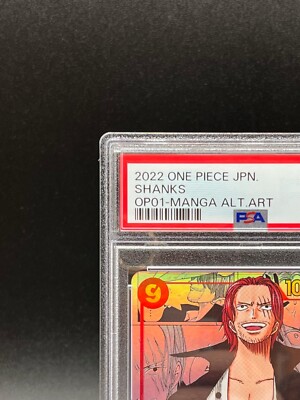 2022 ONE PIECE JPN.
SHANKS
OP01-MANGA ALT.ART
PSA
9
10